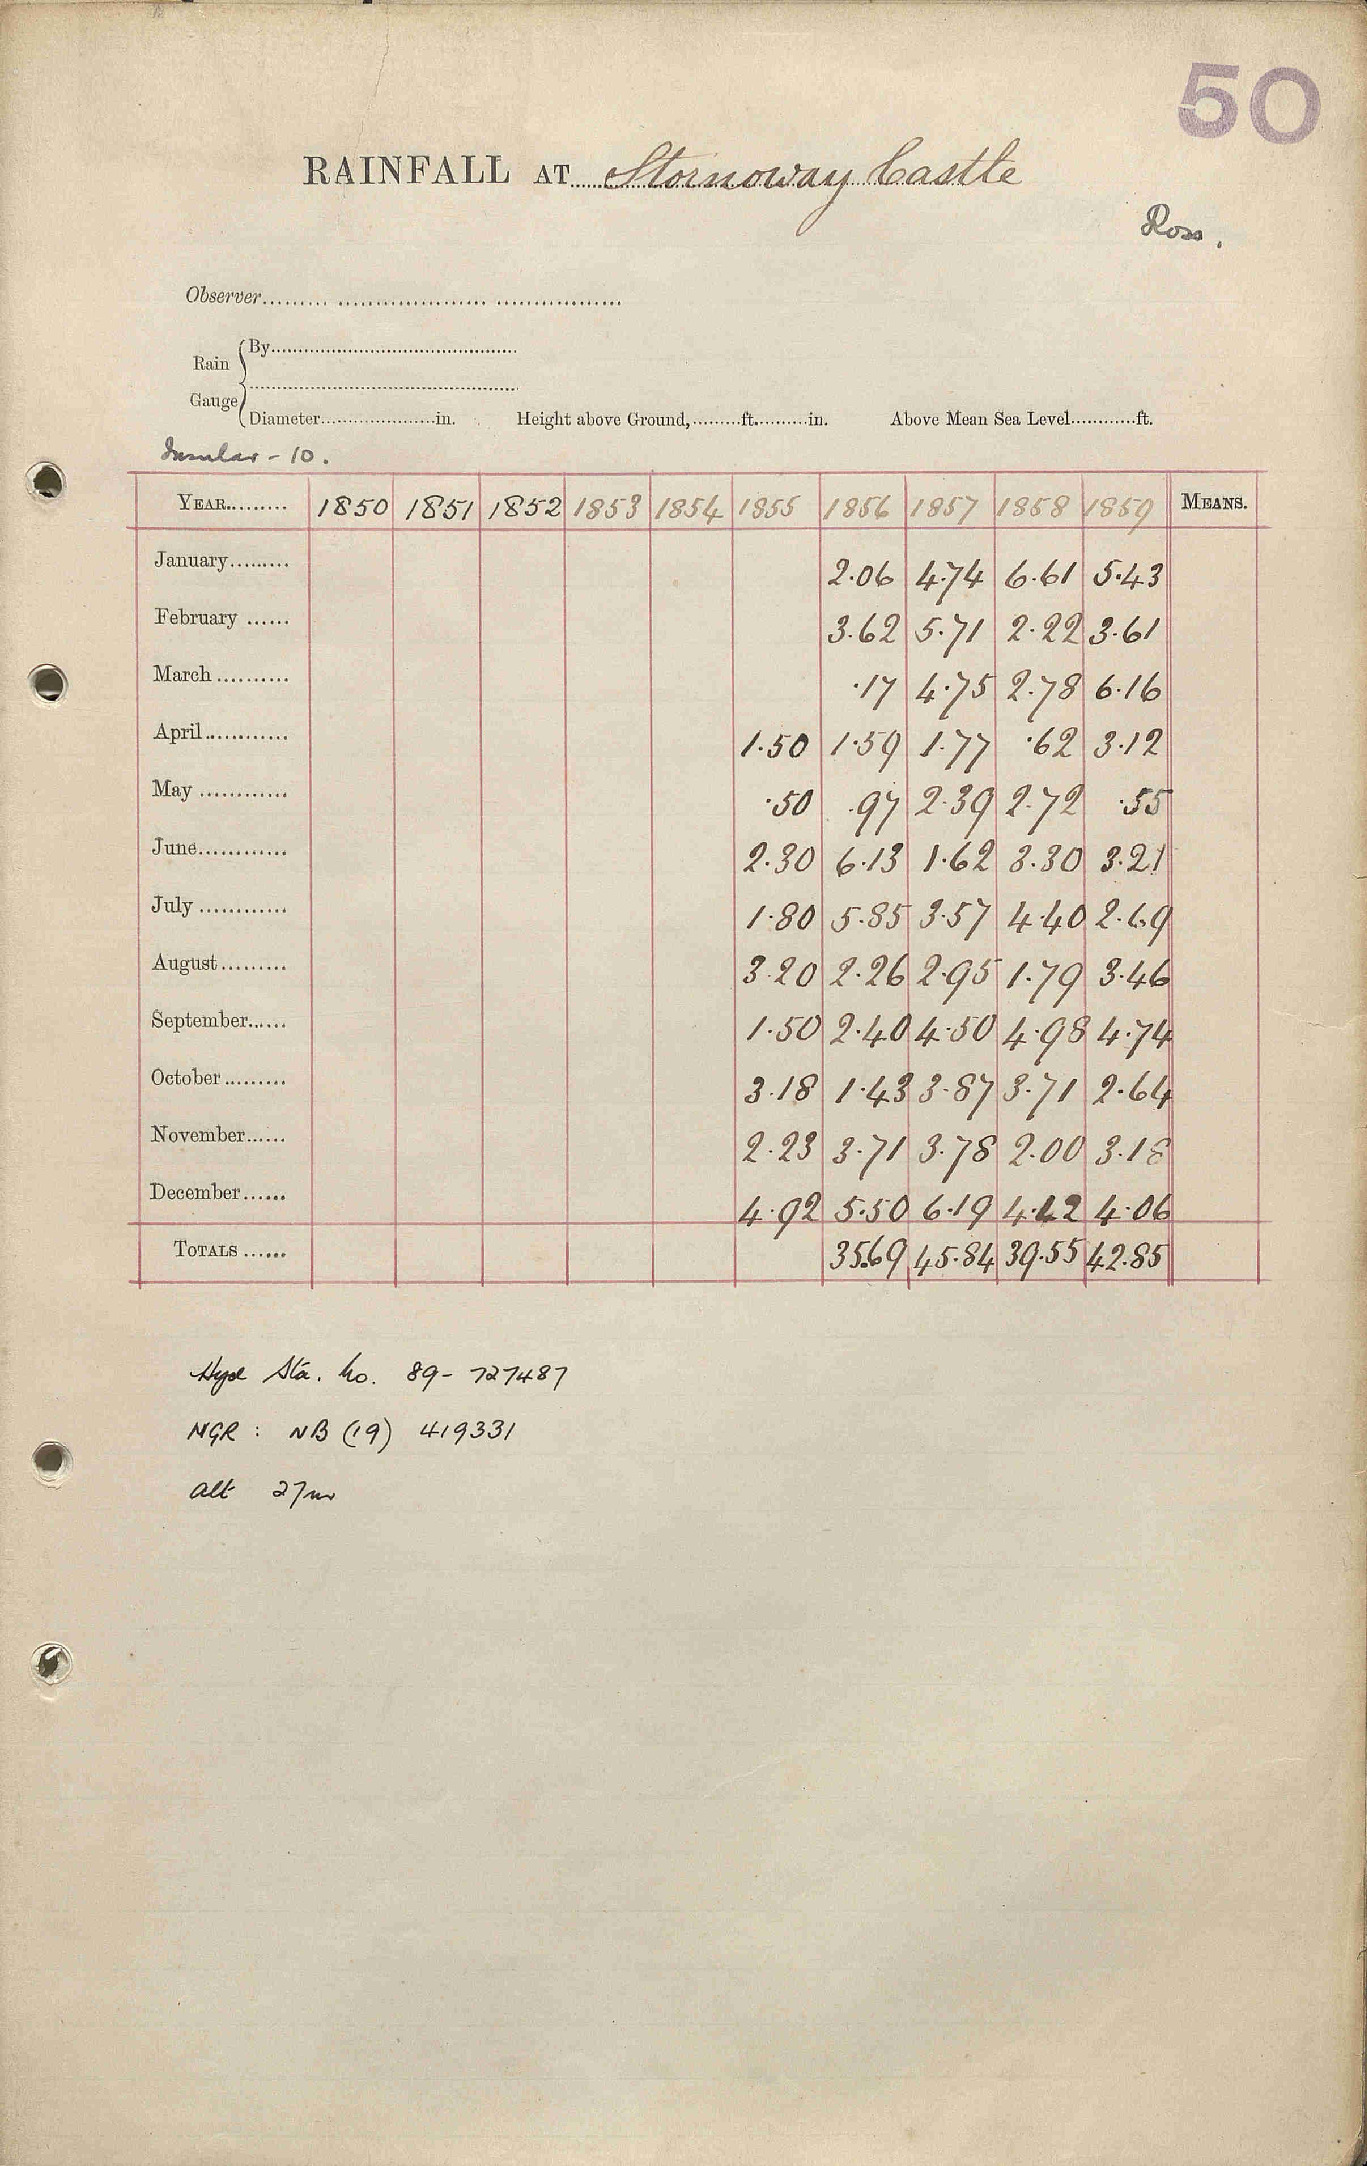 50
RAINFALL AT Stornoway Castle
Ross.
Observer
Rain Gauge
By
Diameter in. Height above Ground, ft. in. Above Mean Sea Level ft.
Insular - 10.
YEAR 1850 1851 1852 1853 1854 1855 1856 1857 1858 1859 MEANS.
January 2.06 4.74 6.61 5.43
February 3.62 5.71 2.22 3.61
March .17 4.75 2.78 6.16
April 1.50 1.59 1.77 .62 3.12
May .50 .97 2.39 2.72 .55
June 2.30 6.13 1.62 3.30 3.21
July 1.80 5.85 3.57 4.40 2.69
August 3.20 2.26 2.95 1.79 3.46
September 1.50 2.40 4.50 4.98 4.74
October 3.18 1.43 3.87 3.71 2.64
November 2.23 3.71 3.78 2.00 3.18
December 4.92 5.50 6.19 4.42 4.06
TOTALS 35.69 45.84 39.55 42.85
Hyd Sta. No. 89-727487
NGR : NB (19) 419331
Alt 27m